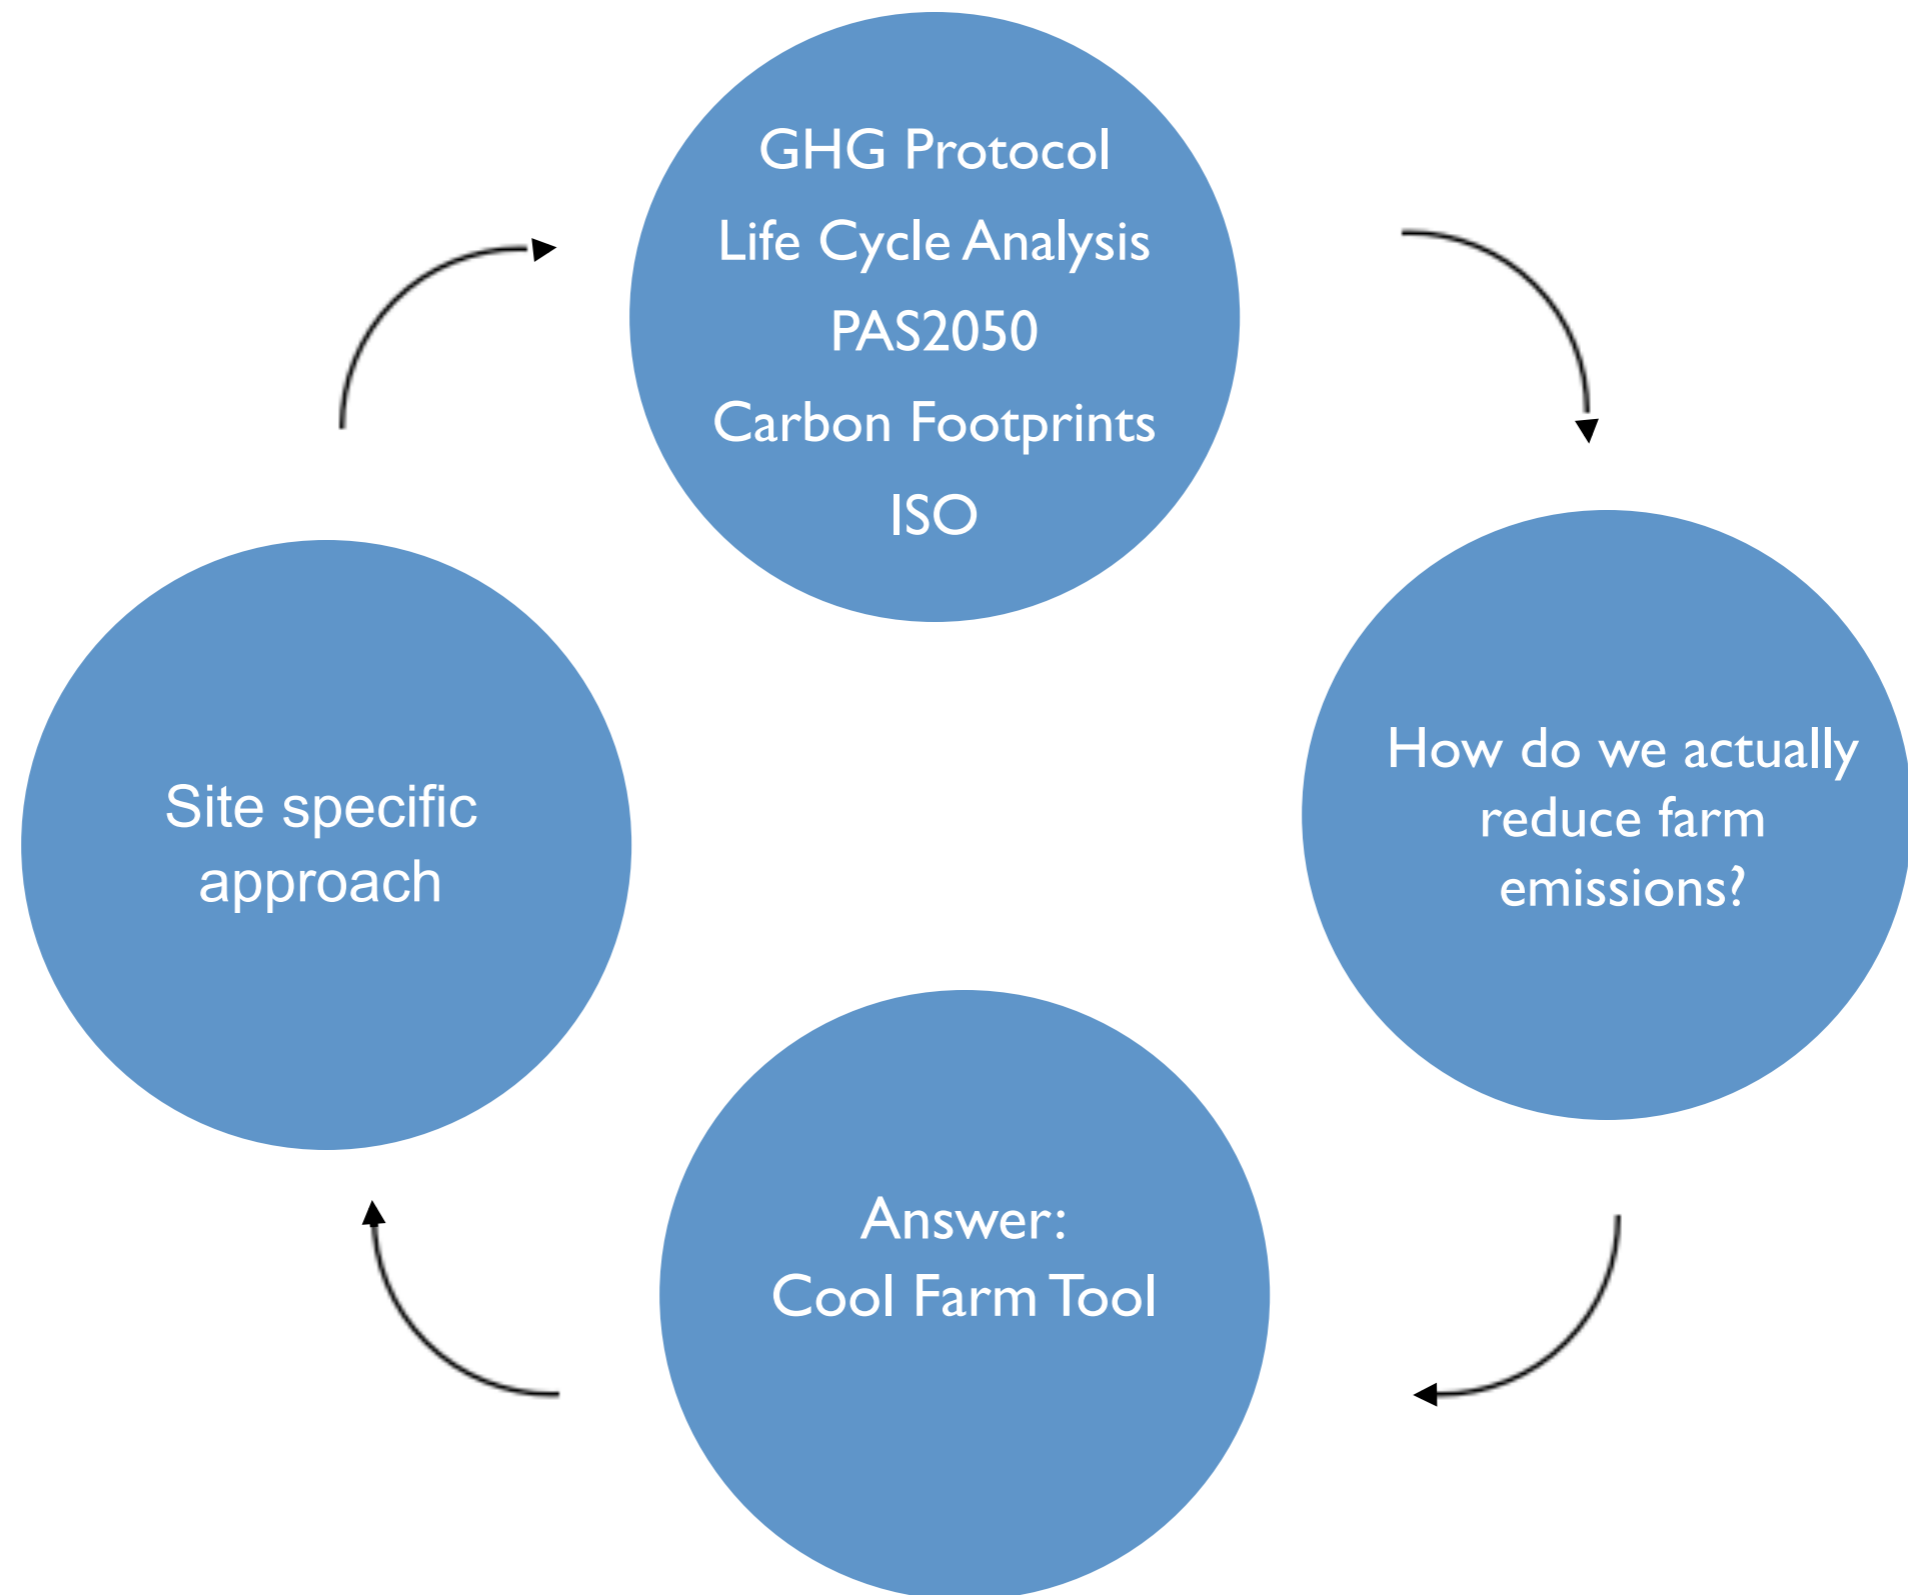 GHG Protocol
Life Cycle Analysis
PAS2050
Carbon Footprints
ISO
How do we actually
reduce farm
emissions?
Answer:
Cool Farm Tool
Site specific
approach